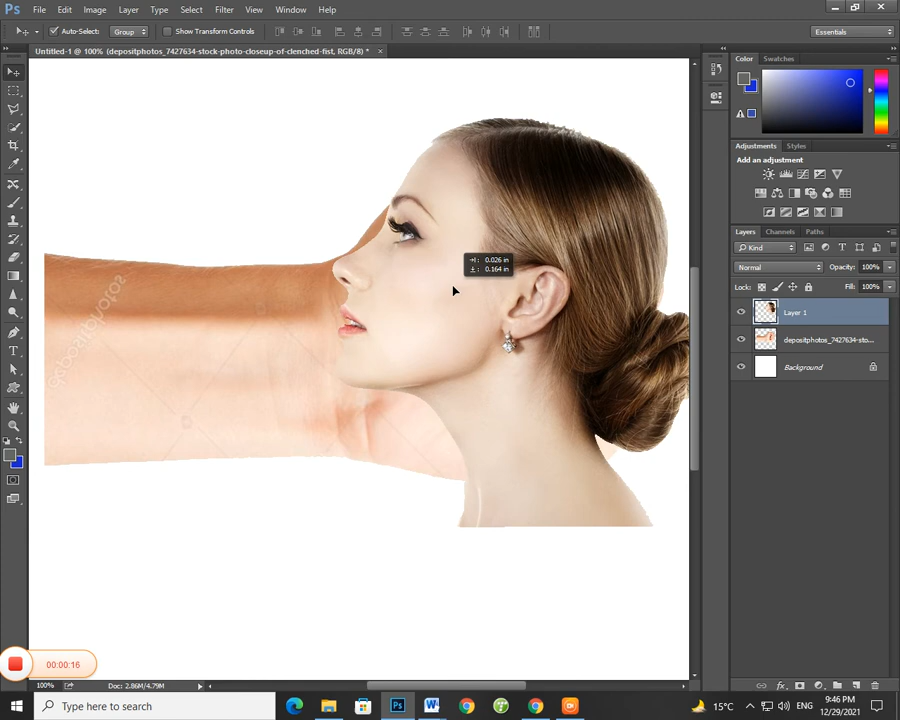 Ps File Edit Image Layer Type Select Filter View Window Help
Auto-Select: Group Show Transform Controls Essentials
Untitled-1 @ 100% (depositphotos_7427634-stock-photo-closeup-of-clenched-fist, RGB/8) * ×
Color Swatches
Adjustments Styles
Add an adjustment
Layers Channels Paths
Kind
Normal Opacity: 100%
Lock: Fill: 100%
Layer 1
depositphotos_7427634-sto...
Background
0.026 in
0.164 in
depositphotos
00:00:16
100% Doc: 2.86M/4.79M
Type here to search
Ps
15°C
ENG
9:46 PM
12/29/2021